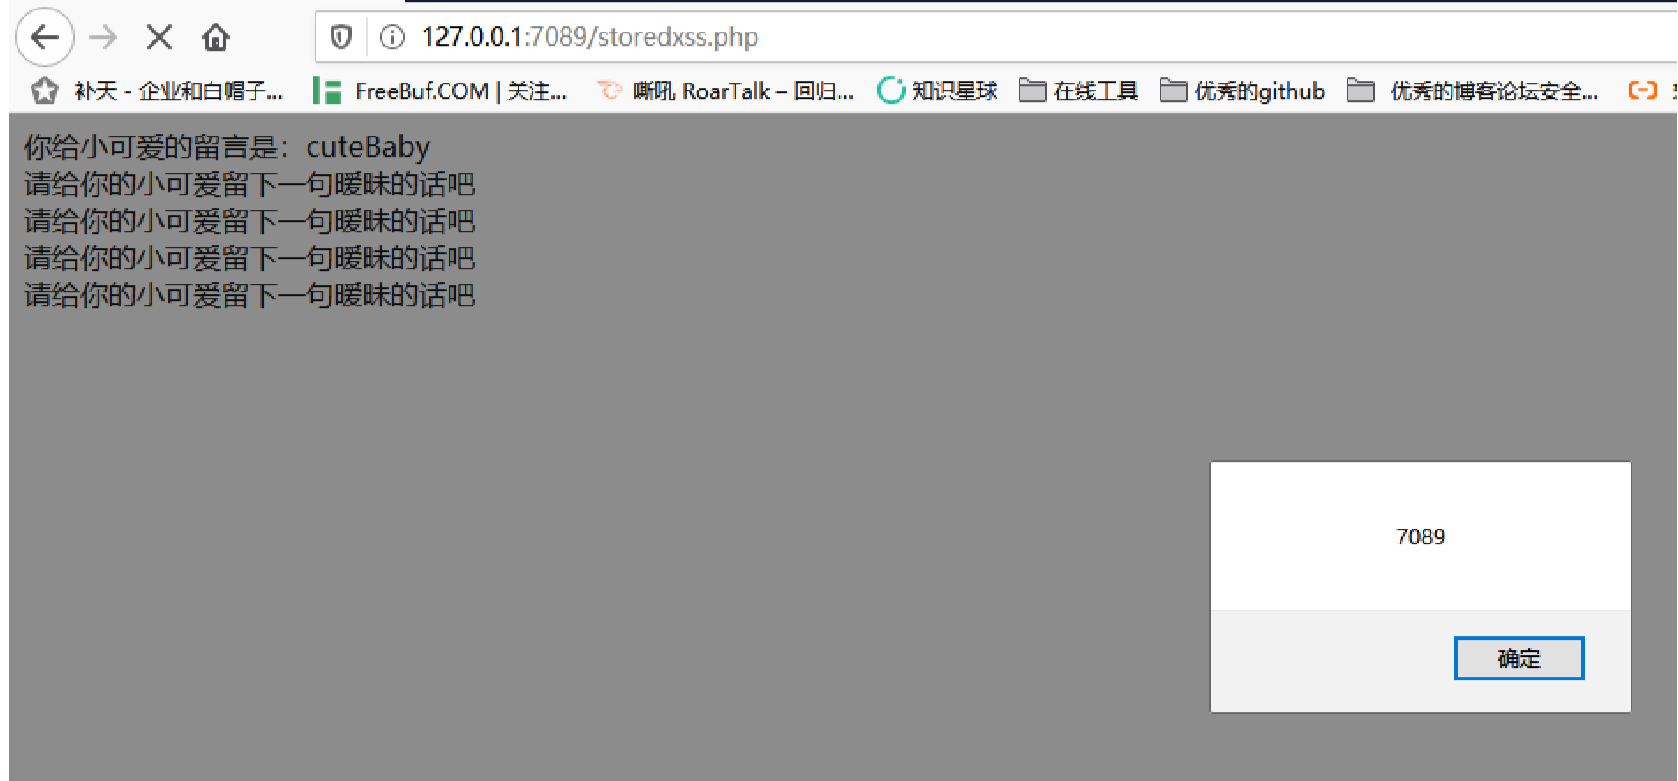 127.0.0.1:7089/storedxss.php
补天 - 企业和白帽子... FreeBuf.COM | 关注... 嘶吼 RoarTalk – 回归... 知识星球 在线工具 优秀的github 优秀的博客论坛安全...
你给小可爱的留言是：cuteBaby
请给你的小可爱留下一句暧昧的话吧
请给你的小可爱留下一句暧昧的话吧
请给你的小可爱留下一句暧昧的话吧
请给你的小可爱留下一句暧昧的话吧
7089
确定